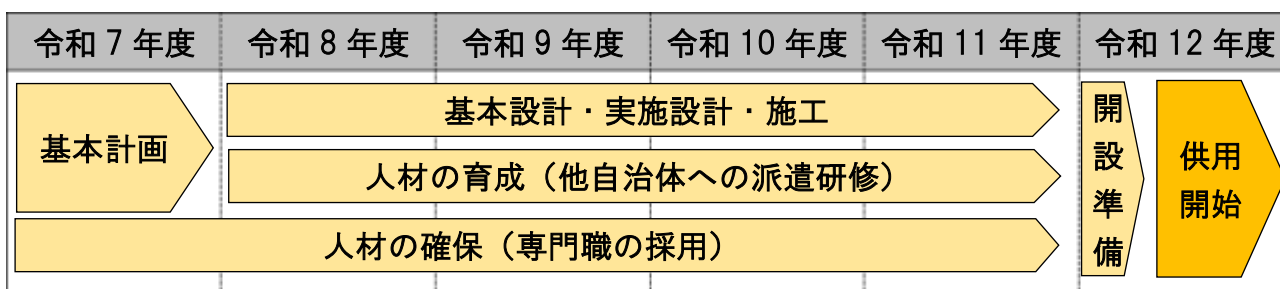 令和 7 年度 令和 8 年度 令和 9 年度 令和 10 年度 令和 11 年度 令和 12 年度
基本計画
基本設計・実施設計・施工
人材の育成（他自治体への派遣研修）
人材の確保（専門職の採用）
開設準備
供用
開始